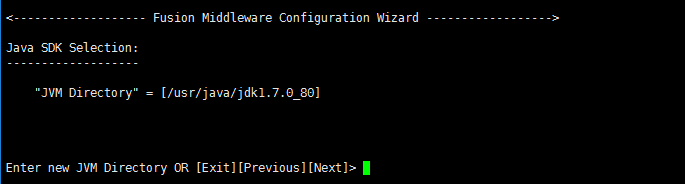 <------------------- Fusion Middleware Configuration Wizard ------------------>
Java SDK Selection:
-------------------
"JVM Directory" = [/usr/java/jdk1.7.0_80]
Enter new JVM Directory OR [Exit][Previous][Next]>